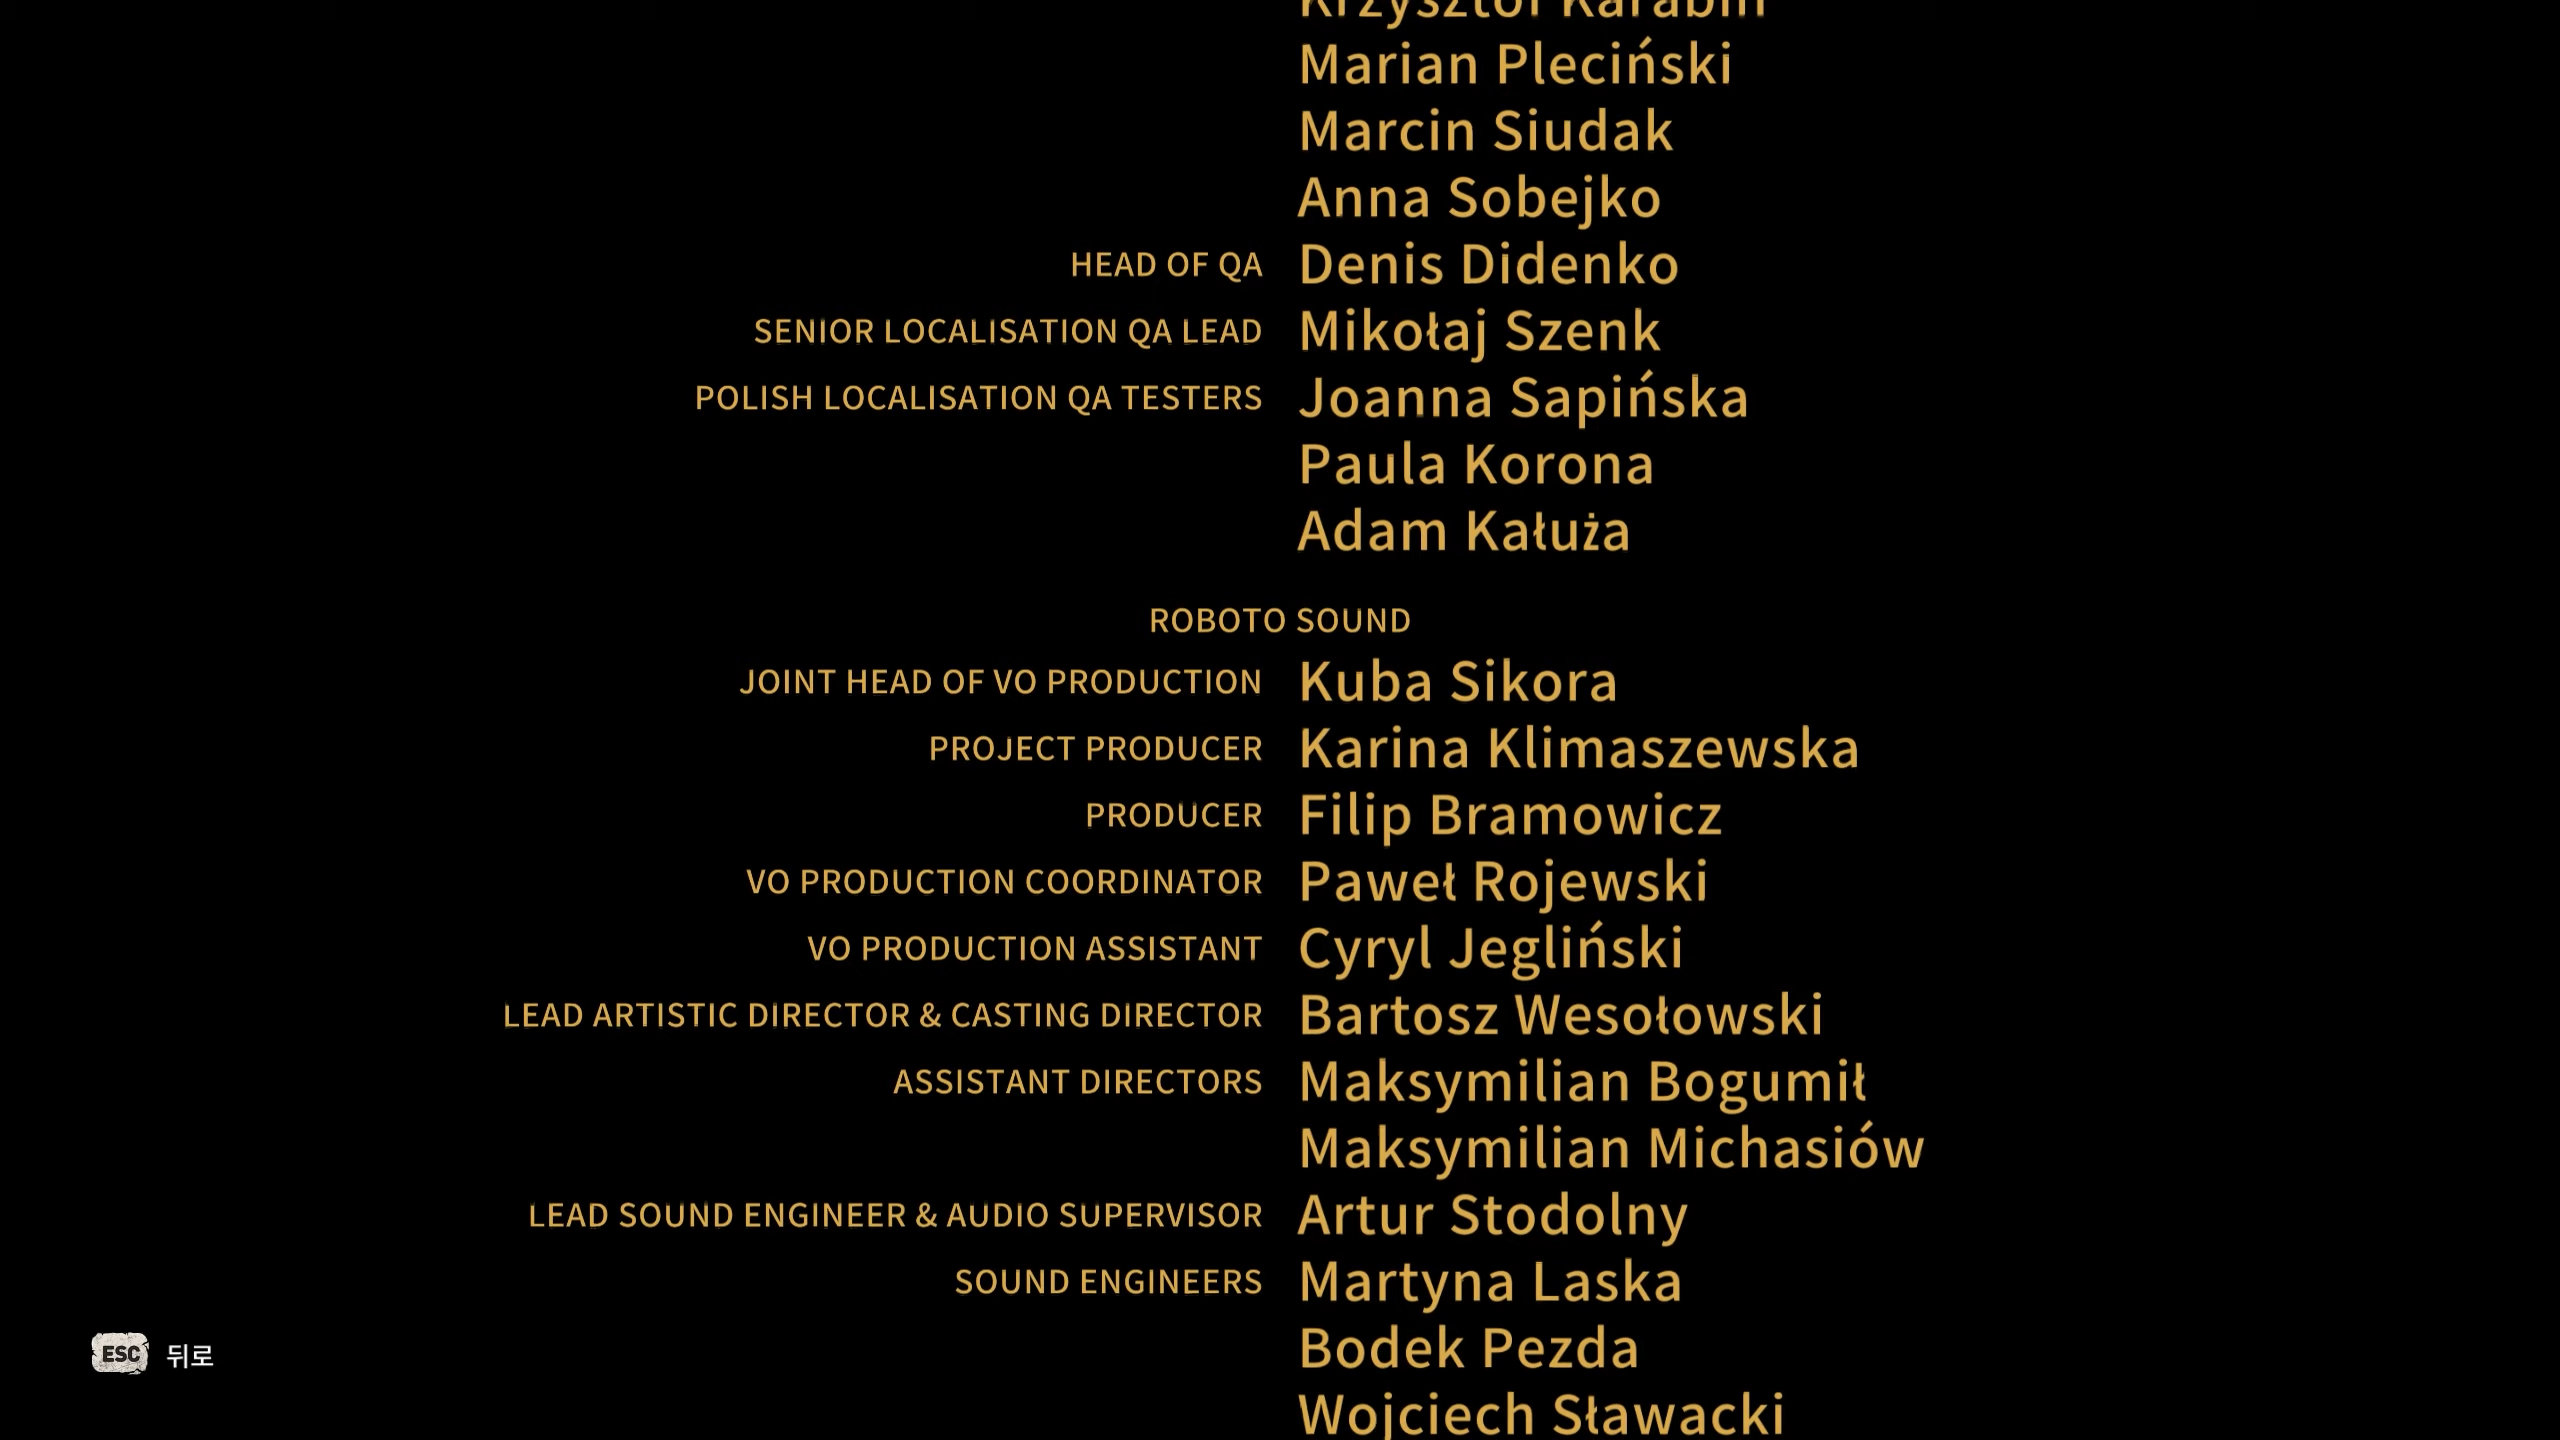 Krzysztof Karabin
Marian Pleciński
Marcin Siudak
Anna Sobejko
HEAD OF QA Denis Didenko
SENIOR LOCALISATION QA LEAD Mikołaj Szenk
POLISH LOCALISATION QA TESTERS Joanna Sapińska
Paula Korona
Adam Kałuża
ROBOTO SOUND
JOINT HEAD OF VO PRODUCTION Kuba Sikora
PROJECT PRODUCER Karina Klimaszewska
PRODUCER Filip Bramowicz
VO PRODUCTION COORDINATOR Paweł Rojewski
VO PRODUCTION ASSISTANT Cyryl Jegliński
LEAD ARTISTIC DIRECTOR & CASTING DIRECTOR Bartosz Wesołowski
ASSISTANT DIRECTORS Maksymilian Bogumił
Maksymilian Michasiów
LEAD SOUND ENGINEER & AUDIO SUPERVISOR Artur Stodolny
SOUND ENGINEERS Martyna Laska
Bodek Pezda
Wojciech Sławacki
ESC 뒤로